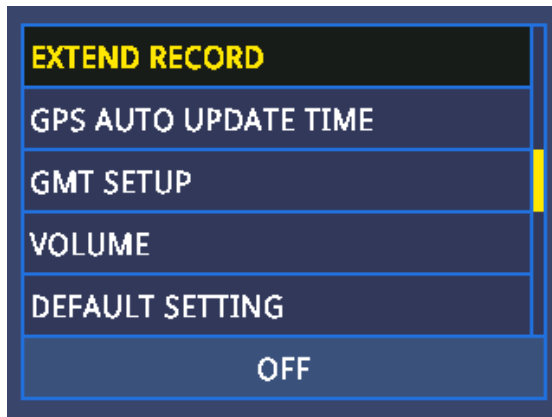 EXTEND RECORD
GPS AUTO UPDATE TIME
GMT SETUP
VOLUME
DEFAULT SETTING
OFF